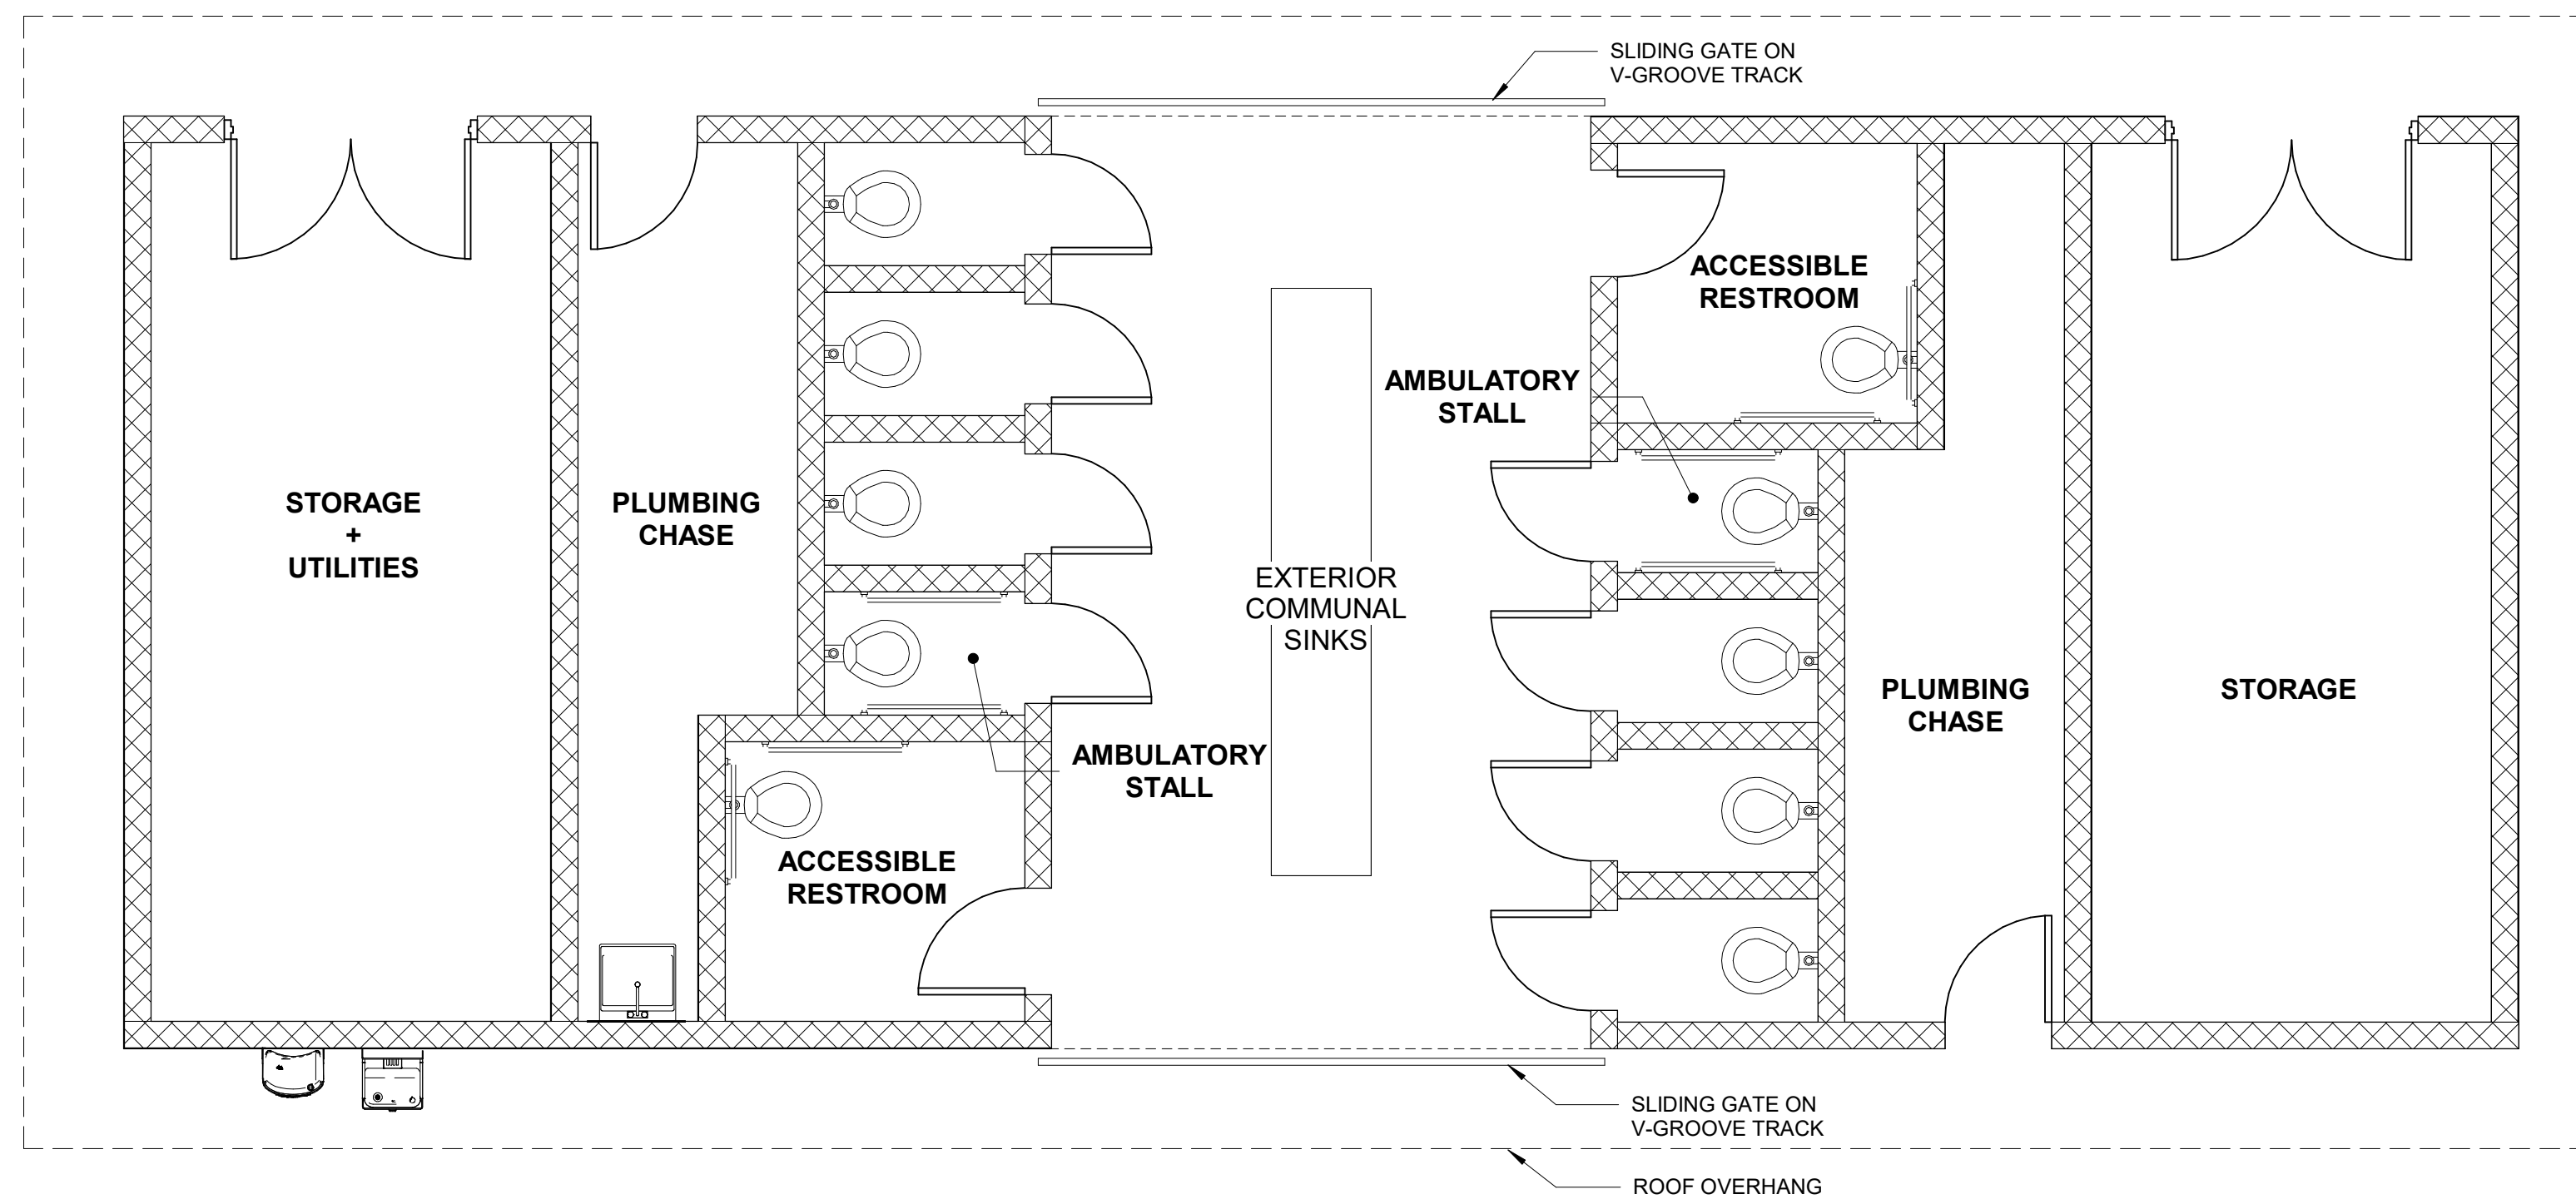 SLIDING GATE ON
V-GROOVE TRACK
ACCESSIBLE
RESTROOM
AMBULATORY
STALL
STORAGE
+
UTILITIES
PLUMBING
CHASE
EXTERIOR
COMMUNAL
SINKS
PLUMBING
CHASE
STORAGE
AMBULATORY
STALL
ACCESSIBLE
RESTROOM
SLIDING GATE ON
V-GROOVE TRACK
ROOF OVERHANG